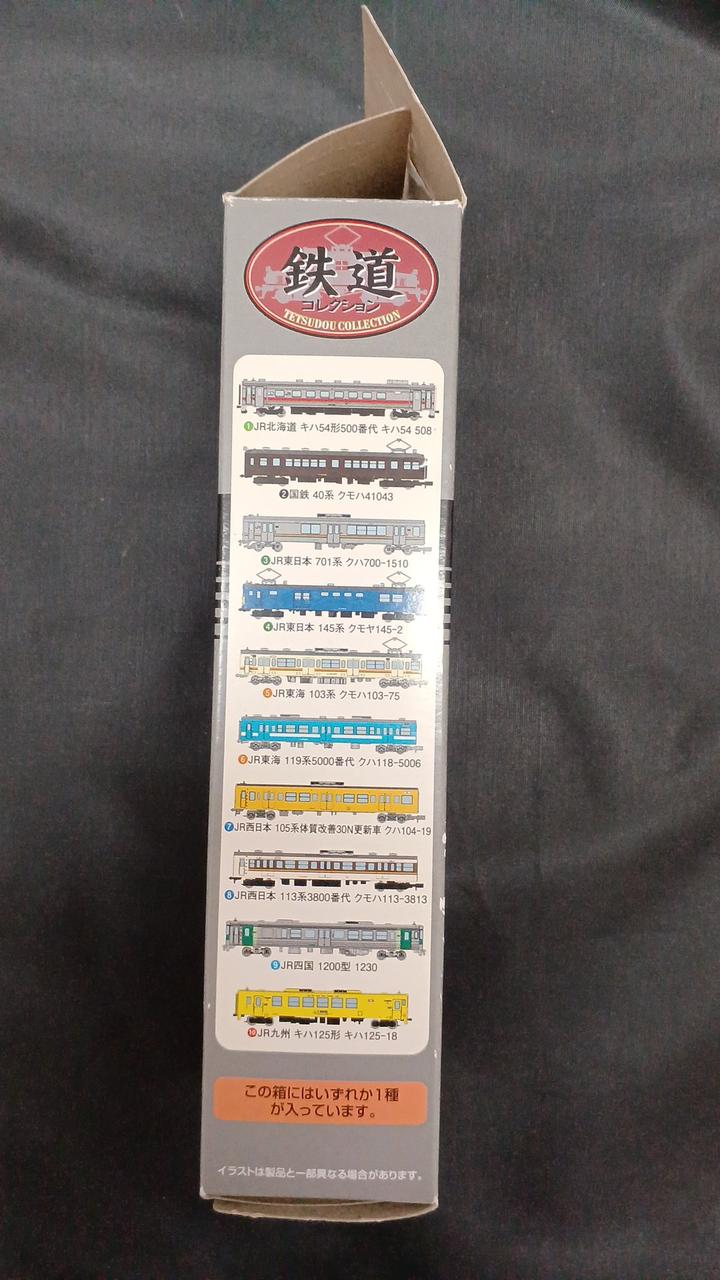 鉄道
コレクション
TETSUDOU COLLECTION
1JR北海道 キハ54形500番代 キハ54 508
2国鉄 40系 クモハ41043
3JR東日本 701系 クハ700-1510
4JR東日本 145系 クモヤ145-2
5JR東海 103系 クモハ103-75
6JR東海 119系5000番代 クハ118-5006
7JR西日本 105系体質改善30N更新車 クハ104-19
8JR西日本 113系3800番代 クモハ113-3813
9JR四国 1200型 1230
10JR九州 キハ125形 キハ125-18
この箱にはいずれか1種
が入っています。
イラストは製品と一部異なる場合があります。